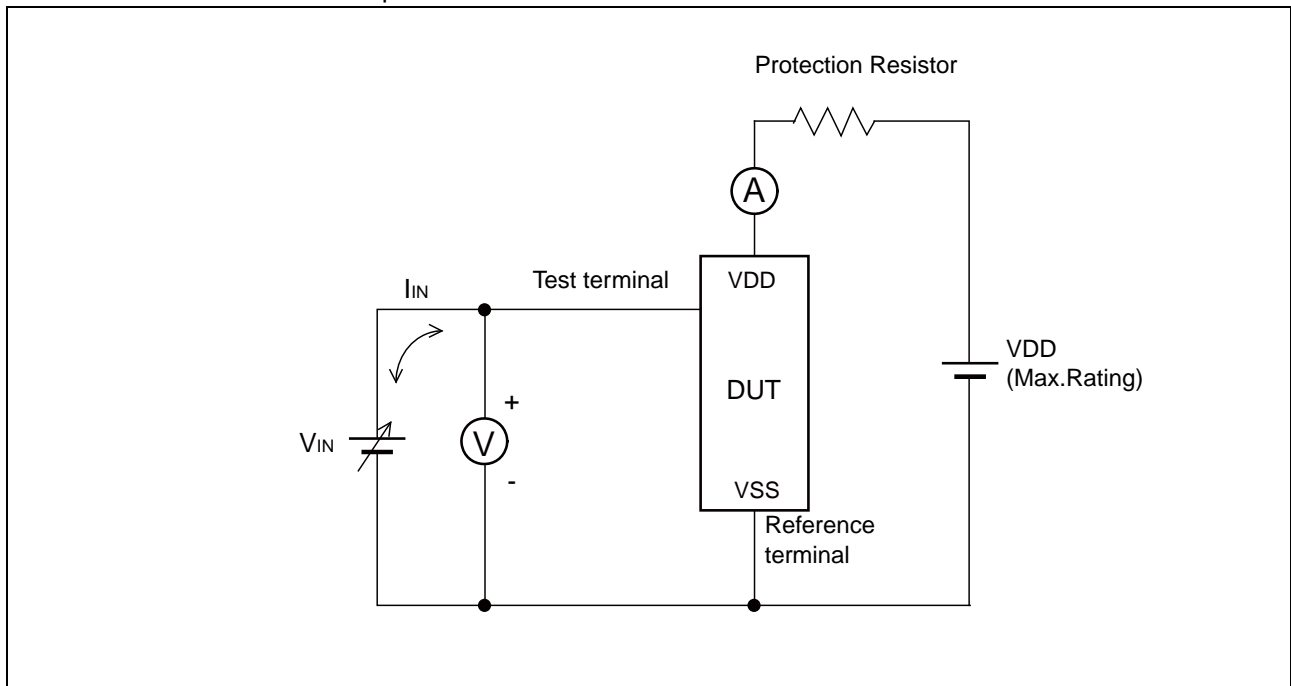 Protection Resistor
A
Test terminal
VDD
IIN
VDD
(Max.Rating)
DUT
+
VIN
V
-
VSS
Reference
terminal